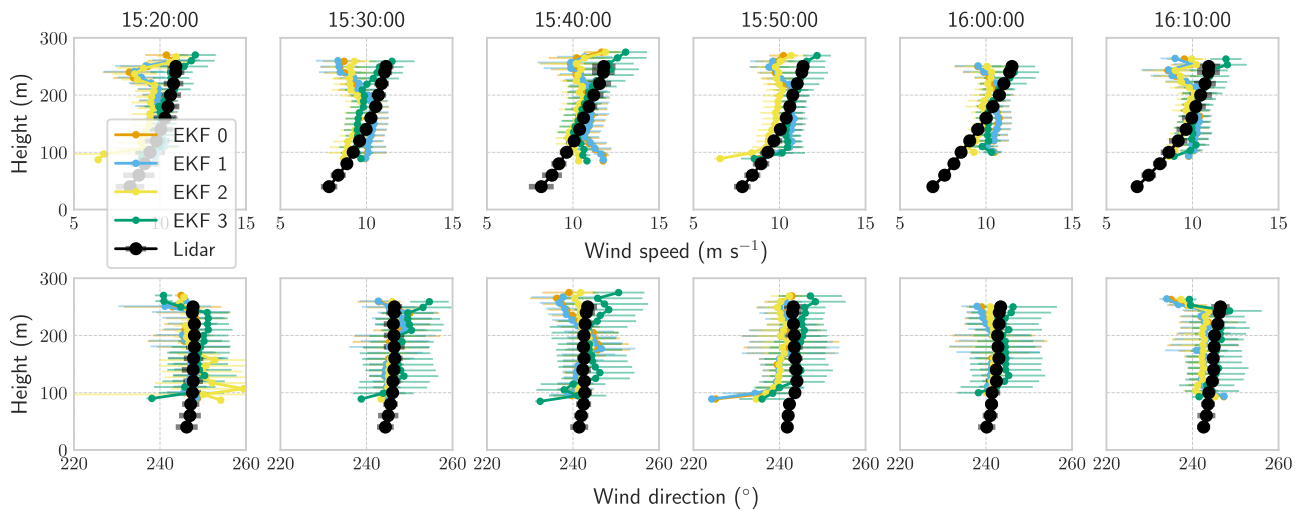 15:20:00 15:30:00 15:40:00 15:50:00 16:00:00 16:10:00
Height (m)
300
200
100
0
5 10 15 5 10 15 5 10 15 5 10 15 5 10 15 5 10 15
EKF 0
EKF 1
EKF 2
EKF 3
Lidar
Wind speed (m s⁻¹)
Height (m)
300
200
100
0
220 240 260 220 240 260 220 240 260 220 240 260 220 240 260 220 240 260
Wind direction (°)